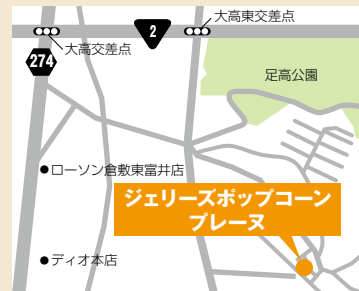 大高東交差点
2
大高交差点
274
足高公園
●ローソン倉敷東富井店
ジェリーズポップコーン
プレーヌ
●ディオ本店